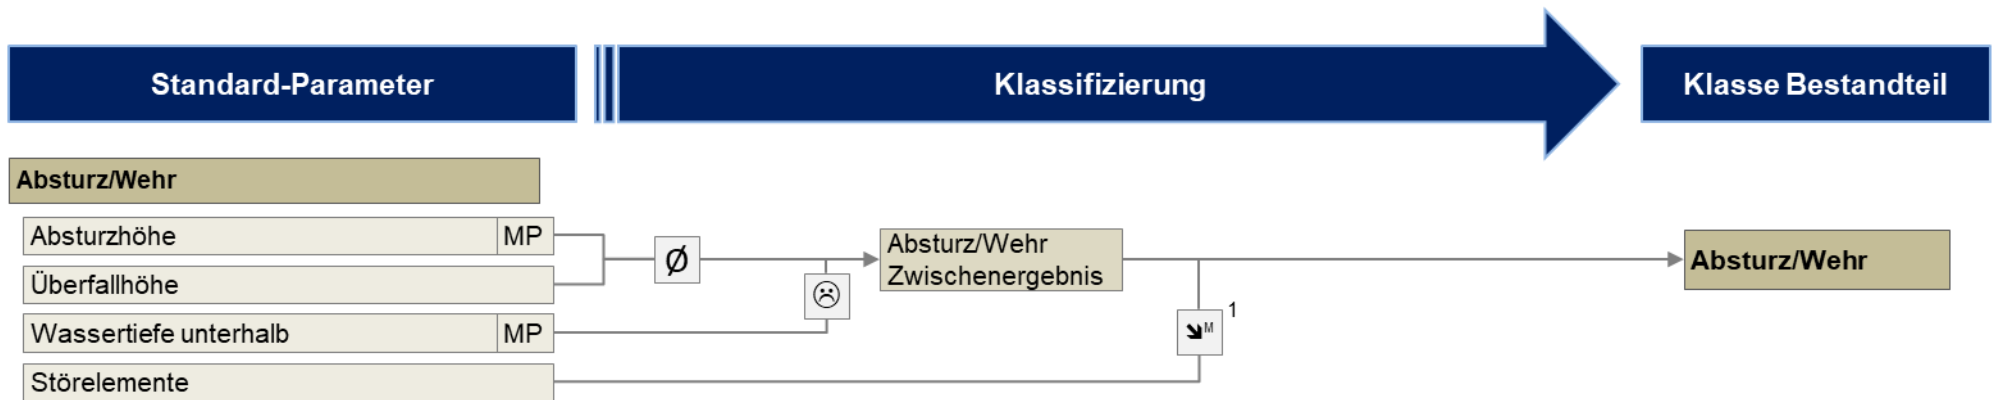 Standard-Parameter
Klassifizierung
Klasse Bestandteil
Absturz/Wehr
Absturzhöhe MP
Überfallhöhe
Wassertiefe unterhalb MP
Störelemente
Ø
Absturz/Wehr
Zwischenergebnis
M 1
Absturz/Wehr